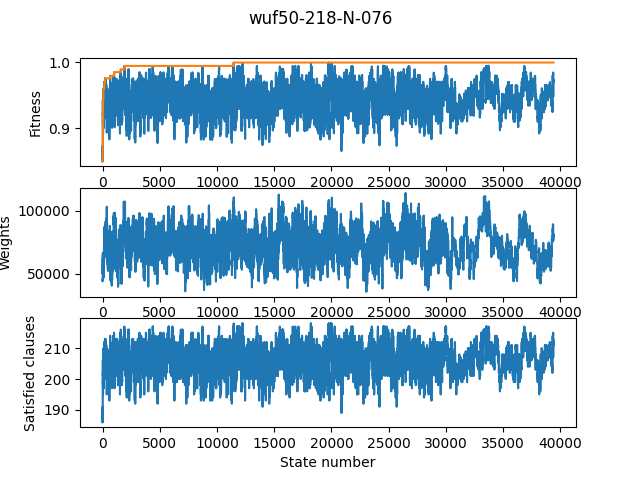 wuf50-218-N-076
1.0
0.9
Fitness
0 5000 10000 15000 20000 25000 30000 35000 40000
100000
50000
Weights
0 5000 10000 15000 20000 25000 30000 35000 40000
210
200
190
Satisfied clauses
0 5000 10000 15000 20000 25000 30000 35000 40000
State number